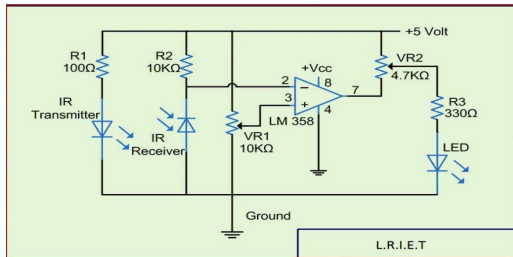 +5 Volt
R1
100Ω
R2
10KΩ
+Vcc
VR2
4.7KΩ
2
8
7
3
4
LM 358
R3
330Ω
IR
Transmitter
IR
Receiver
VR1
10KΩ
LED
Ground
L.R.I.E.T